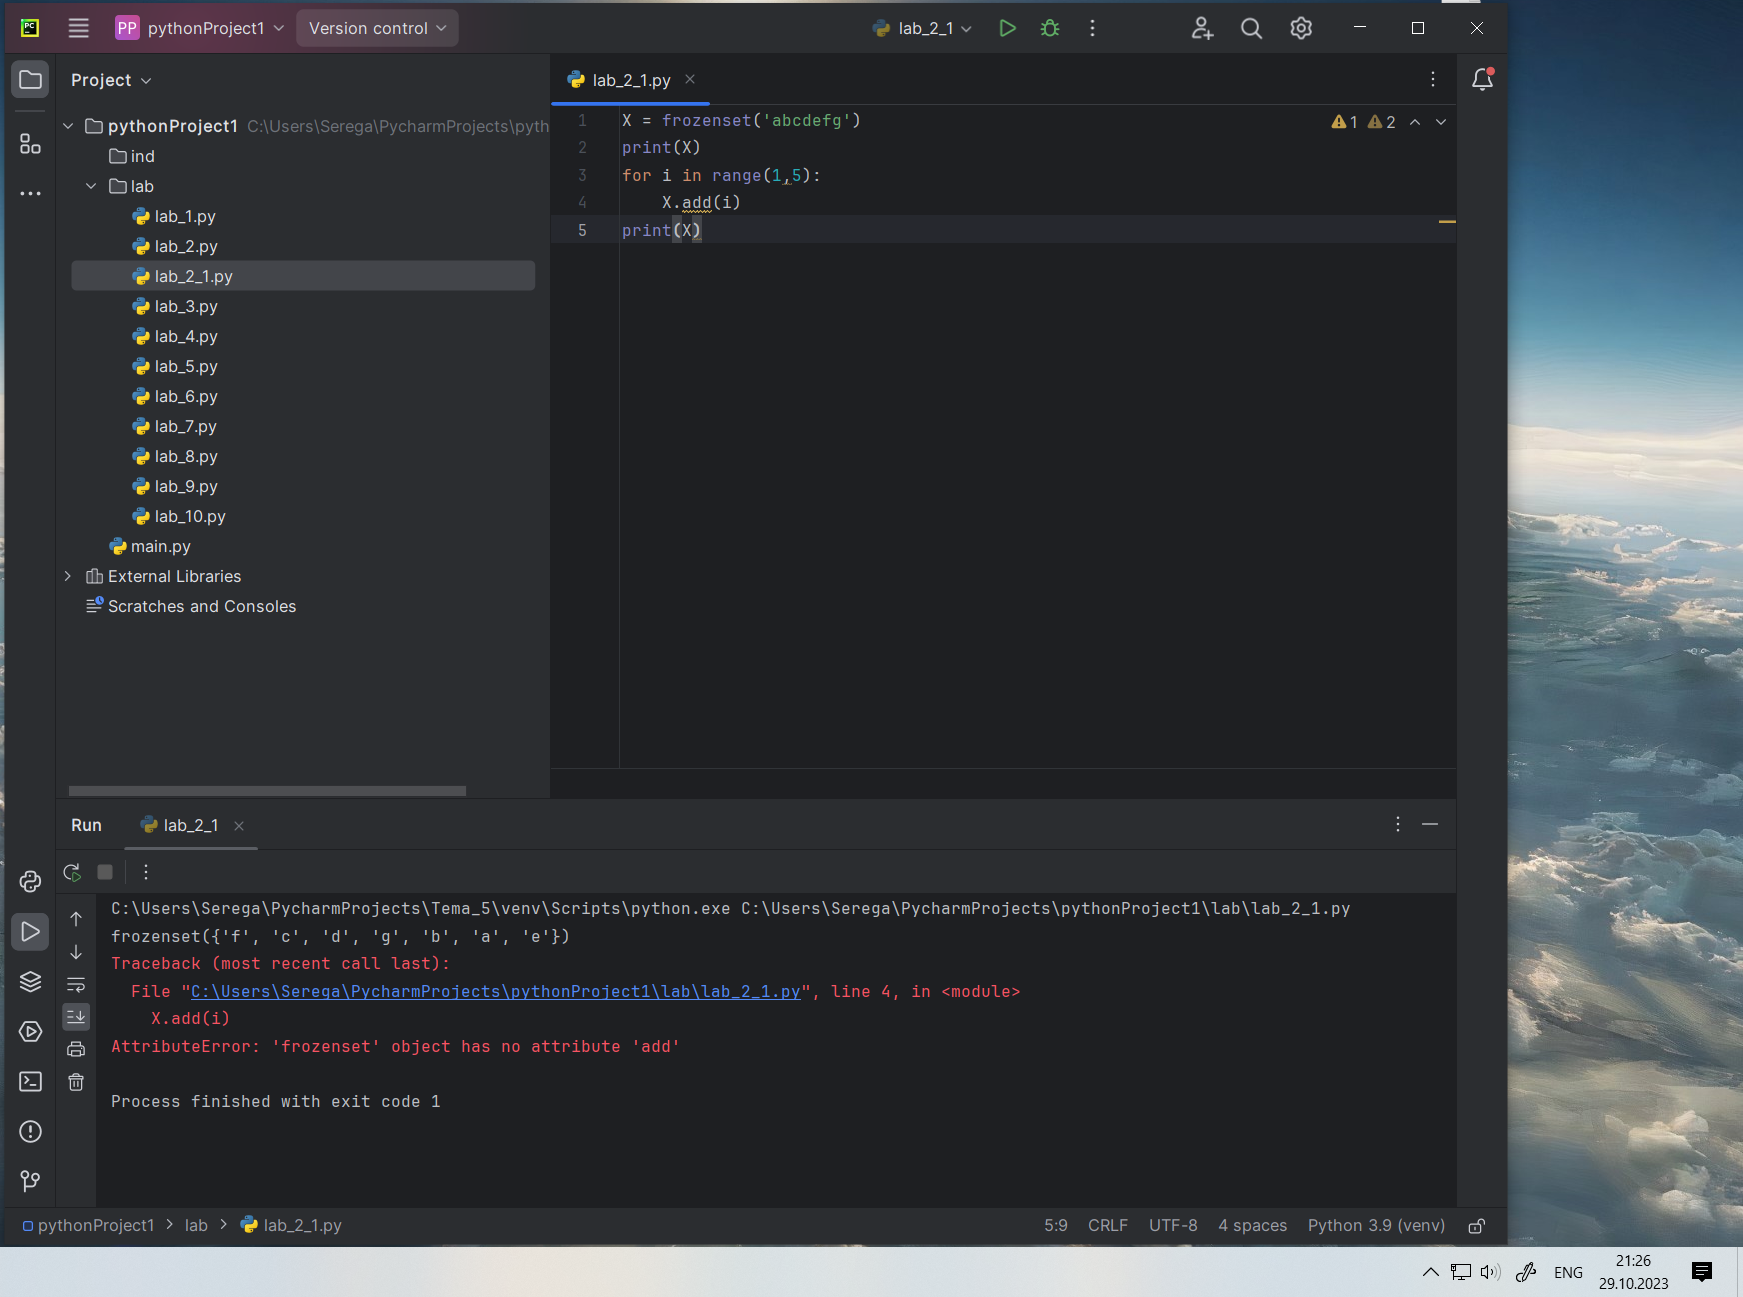 PC
PP pythonProject1 Version control lab_2_1
Project
lab_2_1.py
pythonProject1 C:\Users\Serega\PycharmProjects\pyth
ind
lab
lab_1.py
lab_2.py
lab_2_1.py
lab_3.py
lab_4.py
lab_5.py
lab_6.py
lab_7.py
lab_8.py
lab_9.py
lab_10.py
main.py
External Libraries
Scratches and Consoles
1 X = frozenset('abcdefg')
2 print(X)
3 for i in range(1,5):
4 X.add(i)
5 print(X)
1 2
Run lab_2_1
C:\Users\Serega\PycharmProjects\Tema_5\venv\Scripts\python.exe C:\Users\Serega\PycharmProjects\pythonProject1\lab\lab_2_1.py
frozenset({'f', 'c', 'd', 'g', 'b', 'a', 'e'})
Traceback (most recent call last):
File "C:\Users\Serega\PycharmProjects\pythonProject1\lab\lab_2_1.py", line 4, in <module>
X.add(i)
AttributeError: 'frozenset' object has no attribute 'add'
Process finished with exit code 1
pythonProject1 > lab > lab_2_1.py
5:9 CRLF UTF-8 4 spaces Python 3.9 (venv)
ENG
21:26
29.10.2023